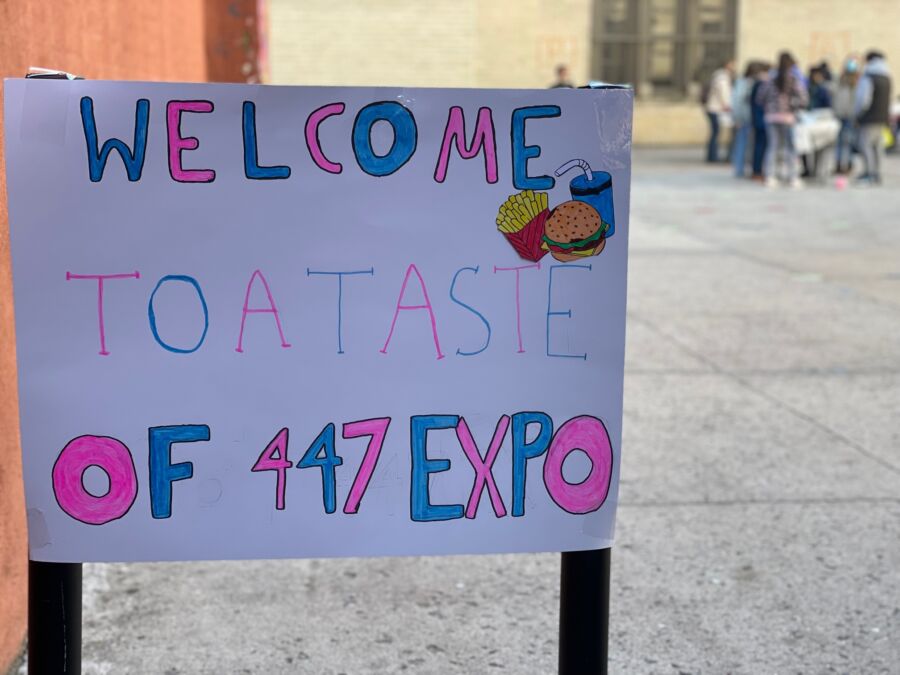 WELCOME
TO A TASTE
OF 447 EXPO